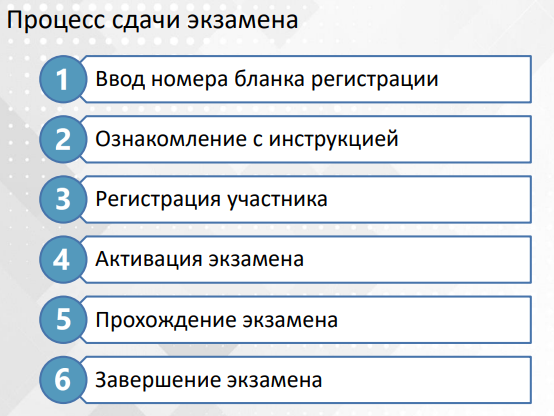 Процесс сдачи экзамена
1 Ввод номера бланка регистрации
2 Ознакомление с инструкцией
3 Регистрация участника
4 Активация экзамена
5 Прохождение экзамена
6 Завершение экзамена